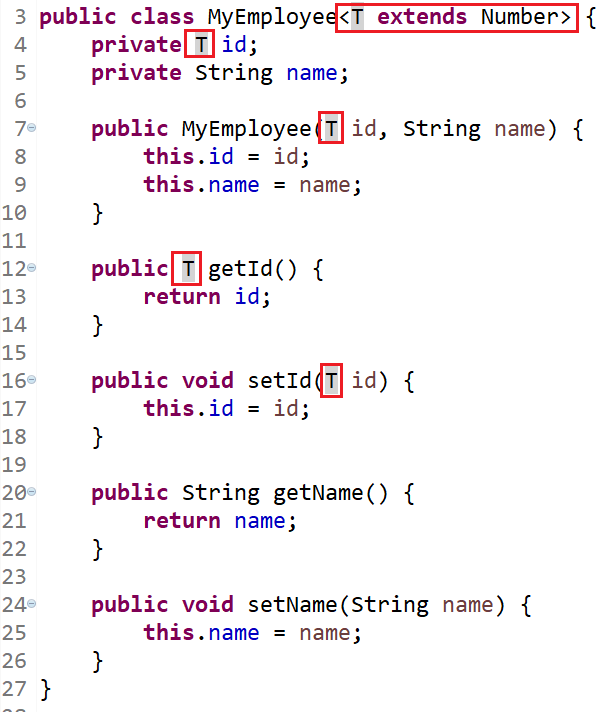 3 public class MyEmployee<T extends Number> {
4     private T id;
5     private String name;
6
7     public MyEmployee(T id, String name) {
8         this.id = id;
9         this.name = name;
10     }
11
12     public T getId() {
13         return id;
14     }
15
16     public void setId(T id) {
17         this.id = id;
18     }
19
20     public String getName() {
21         return name;
22     }
23
24     public void setName(String name) {
25         this.name = name;
26     }
27 }